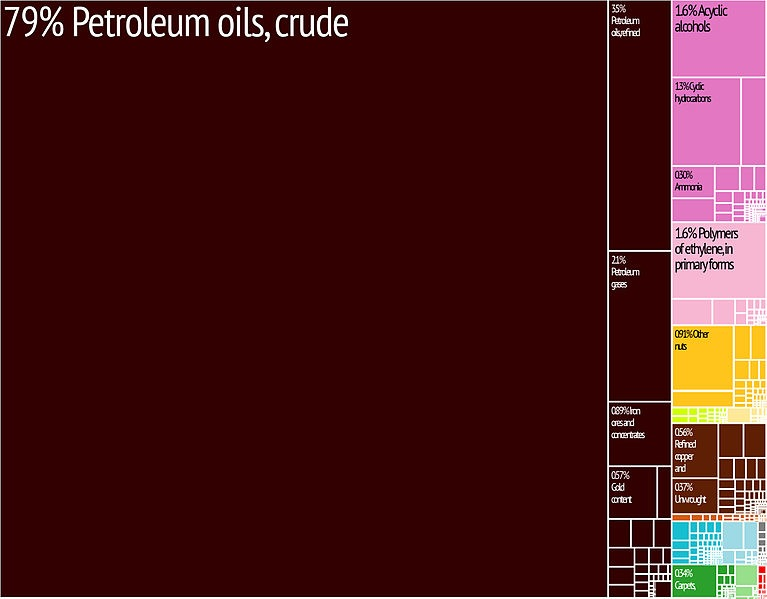 79% Petroleum oils, crude
3.5%
Petroleum
oils, refined
2.1%
Petroleum
gases
0.89% Iron
ores and
concentrates
0.57%
Gold
content
1.6% Acyclic
alcohols
1.3% Cyclic
hydrocarbons
0.30%
Ammonia
1.6% Polymers
of ethylene, in
primary forms
0.91% Other
nuts
0.56%
Refined
copper
and
0.37%
Unwrought
0.34%
Carpets,